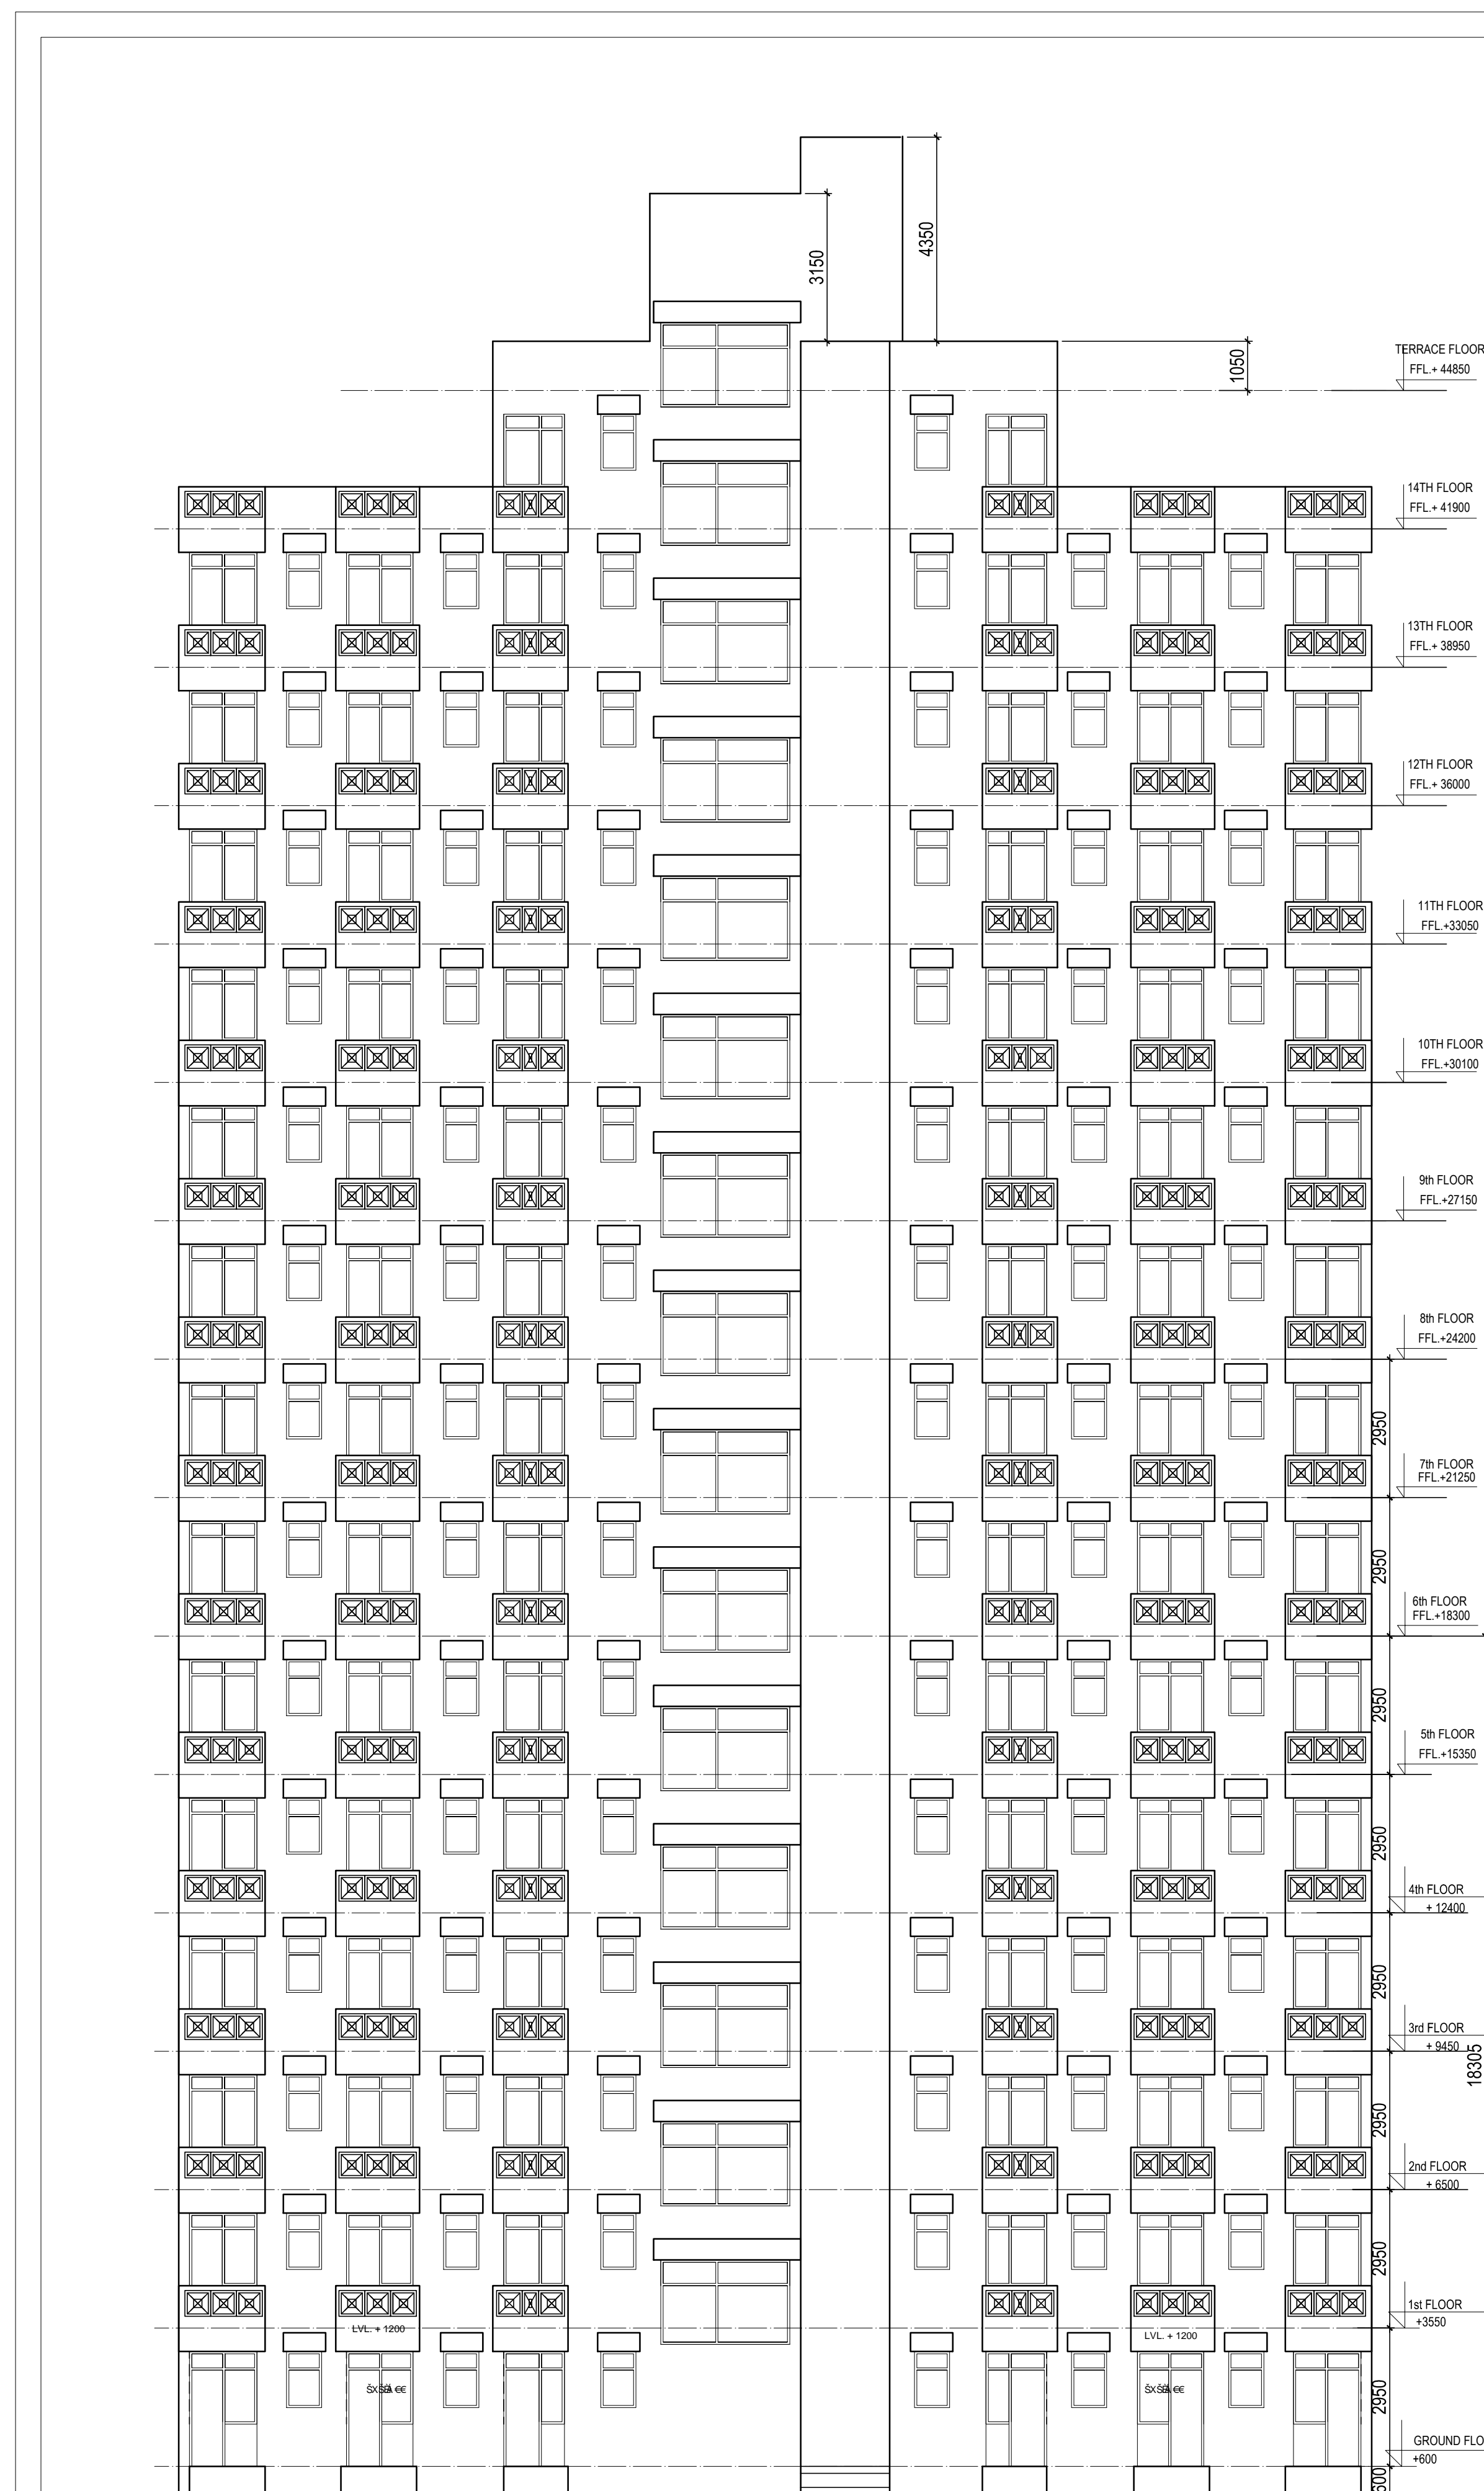 4350
3150
1050
TERRACE FLOOR
FFL.+ 44850
14TH FLOOR
FFL.+ 41900
13TH FLOOR
FFL.+ 38950
12TH FLOOR
FFL.+ 36000
11TH FLOOR
FFL.+33050
10TH FLOOR
FFL.+30100
9th FLOOR
FFL.+27150
8th FLOOR
FFL.+24200
2950
7th FLOOR
FFL.+21250
2950
6th FLOOR
FFL.+18300
2950
5th FLOOR
FFL.+15350
2950
4th FLOOR
+ 12400
2950
3rd FLOOR
+ 9450
18305
2950
2nd FLOOR
+ 6500
2950
1st FLOOR
+3550
LVL. + 1200
LVL. + 1200
2950
GROUND FLO
+600